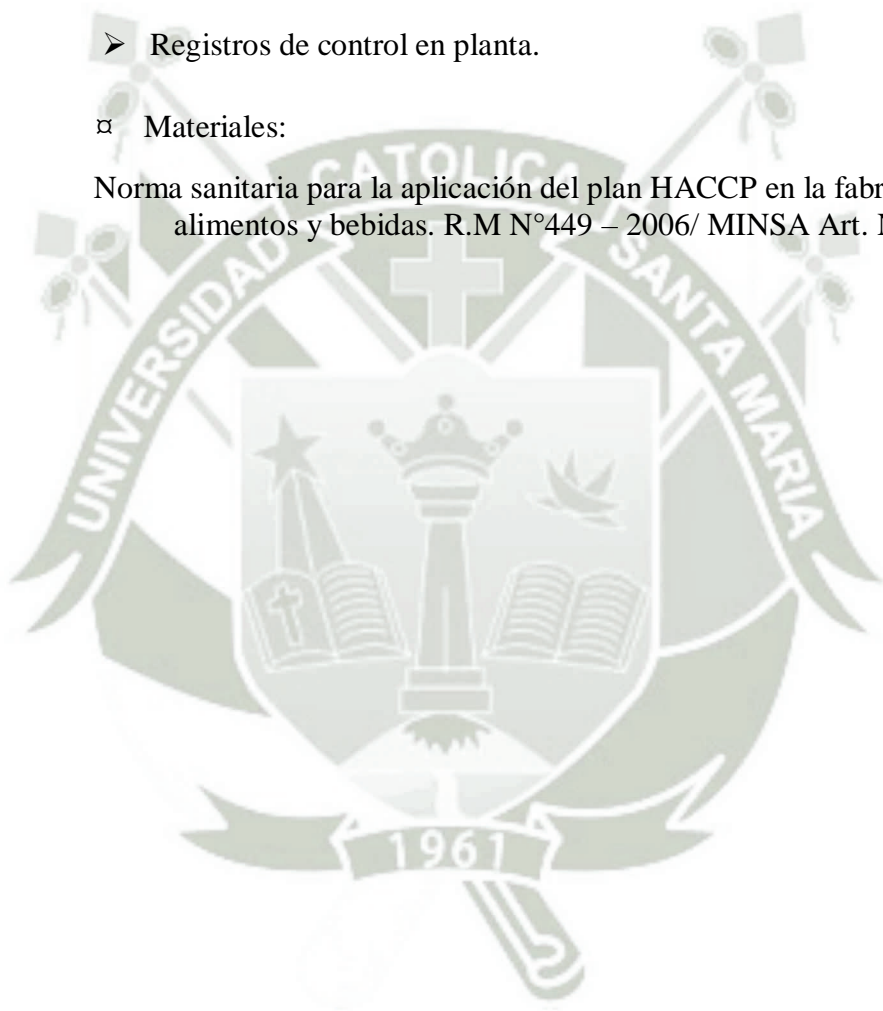 ➢ Registros de control en planta.
¤ Materiales:
Norma sanitaria para la aplicación del plan HACCP en la
alimentos y bebidas. R.M N°449 – 2006/ MINSA Art.
UNIVERSIDAD CATOLICA SANTA MARIA
1961